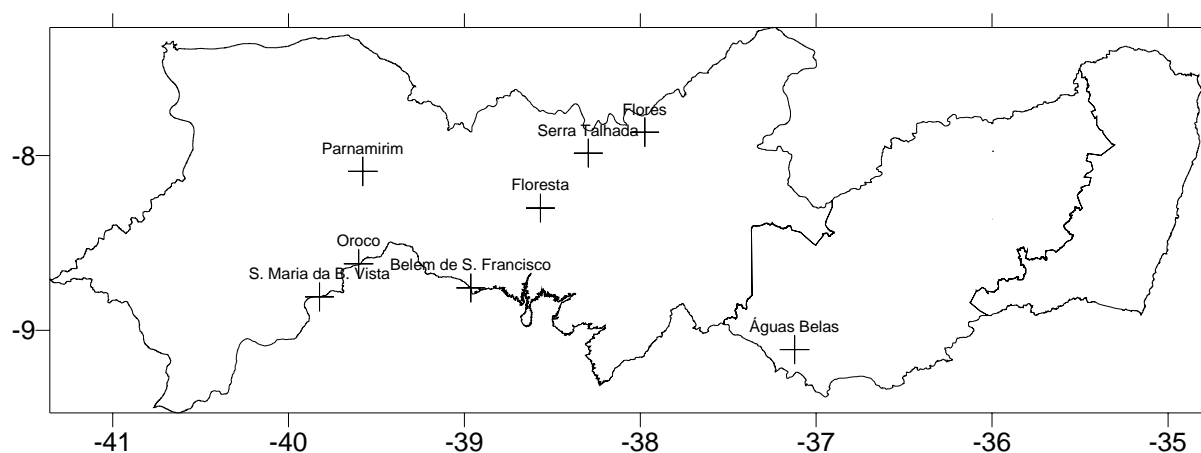 Flores
Serra Talhada
-8
Parnamirim
Floresta
Oroco
Belem de S. Francisco
S. Maria da B. Vista
-9
Águas Belas
-41 -40 -39 -38 -37 -36 -35